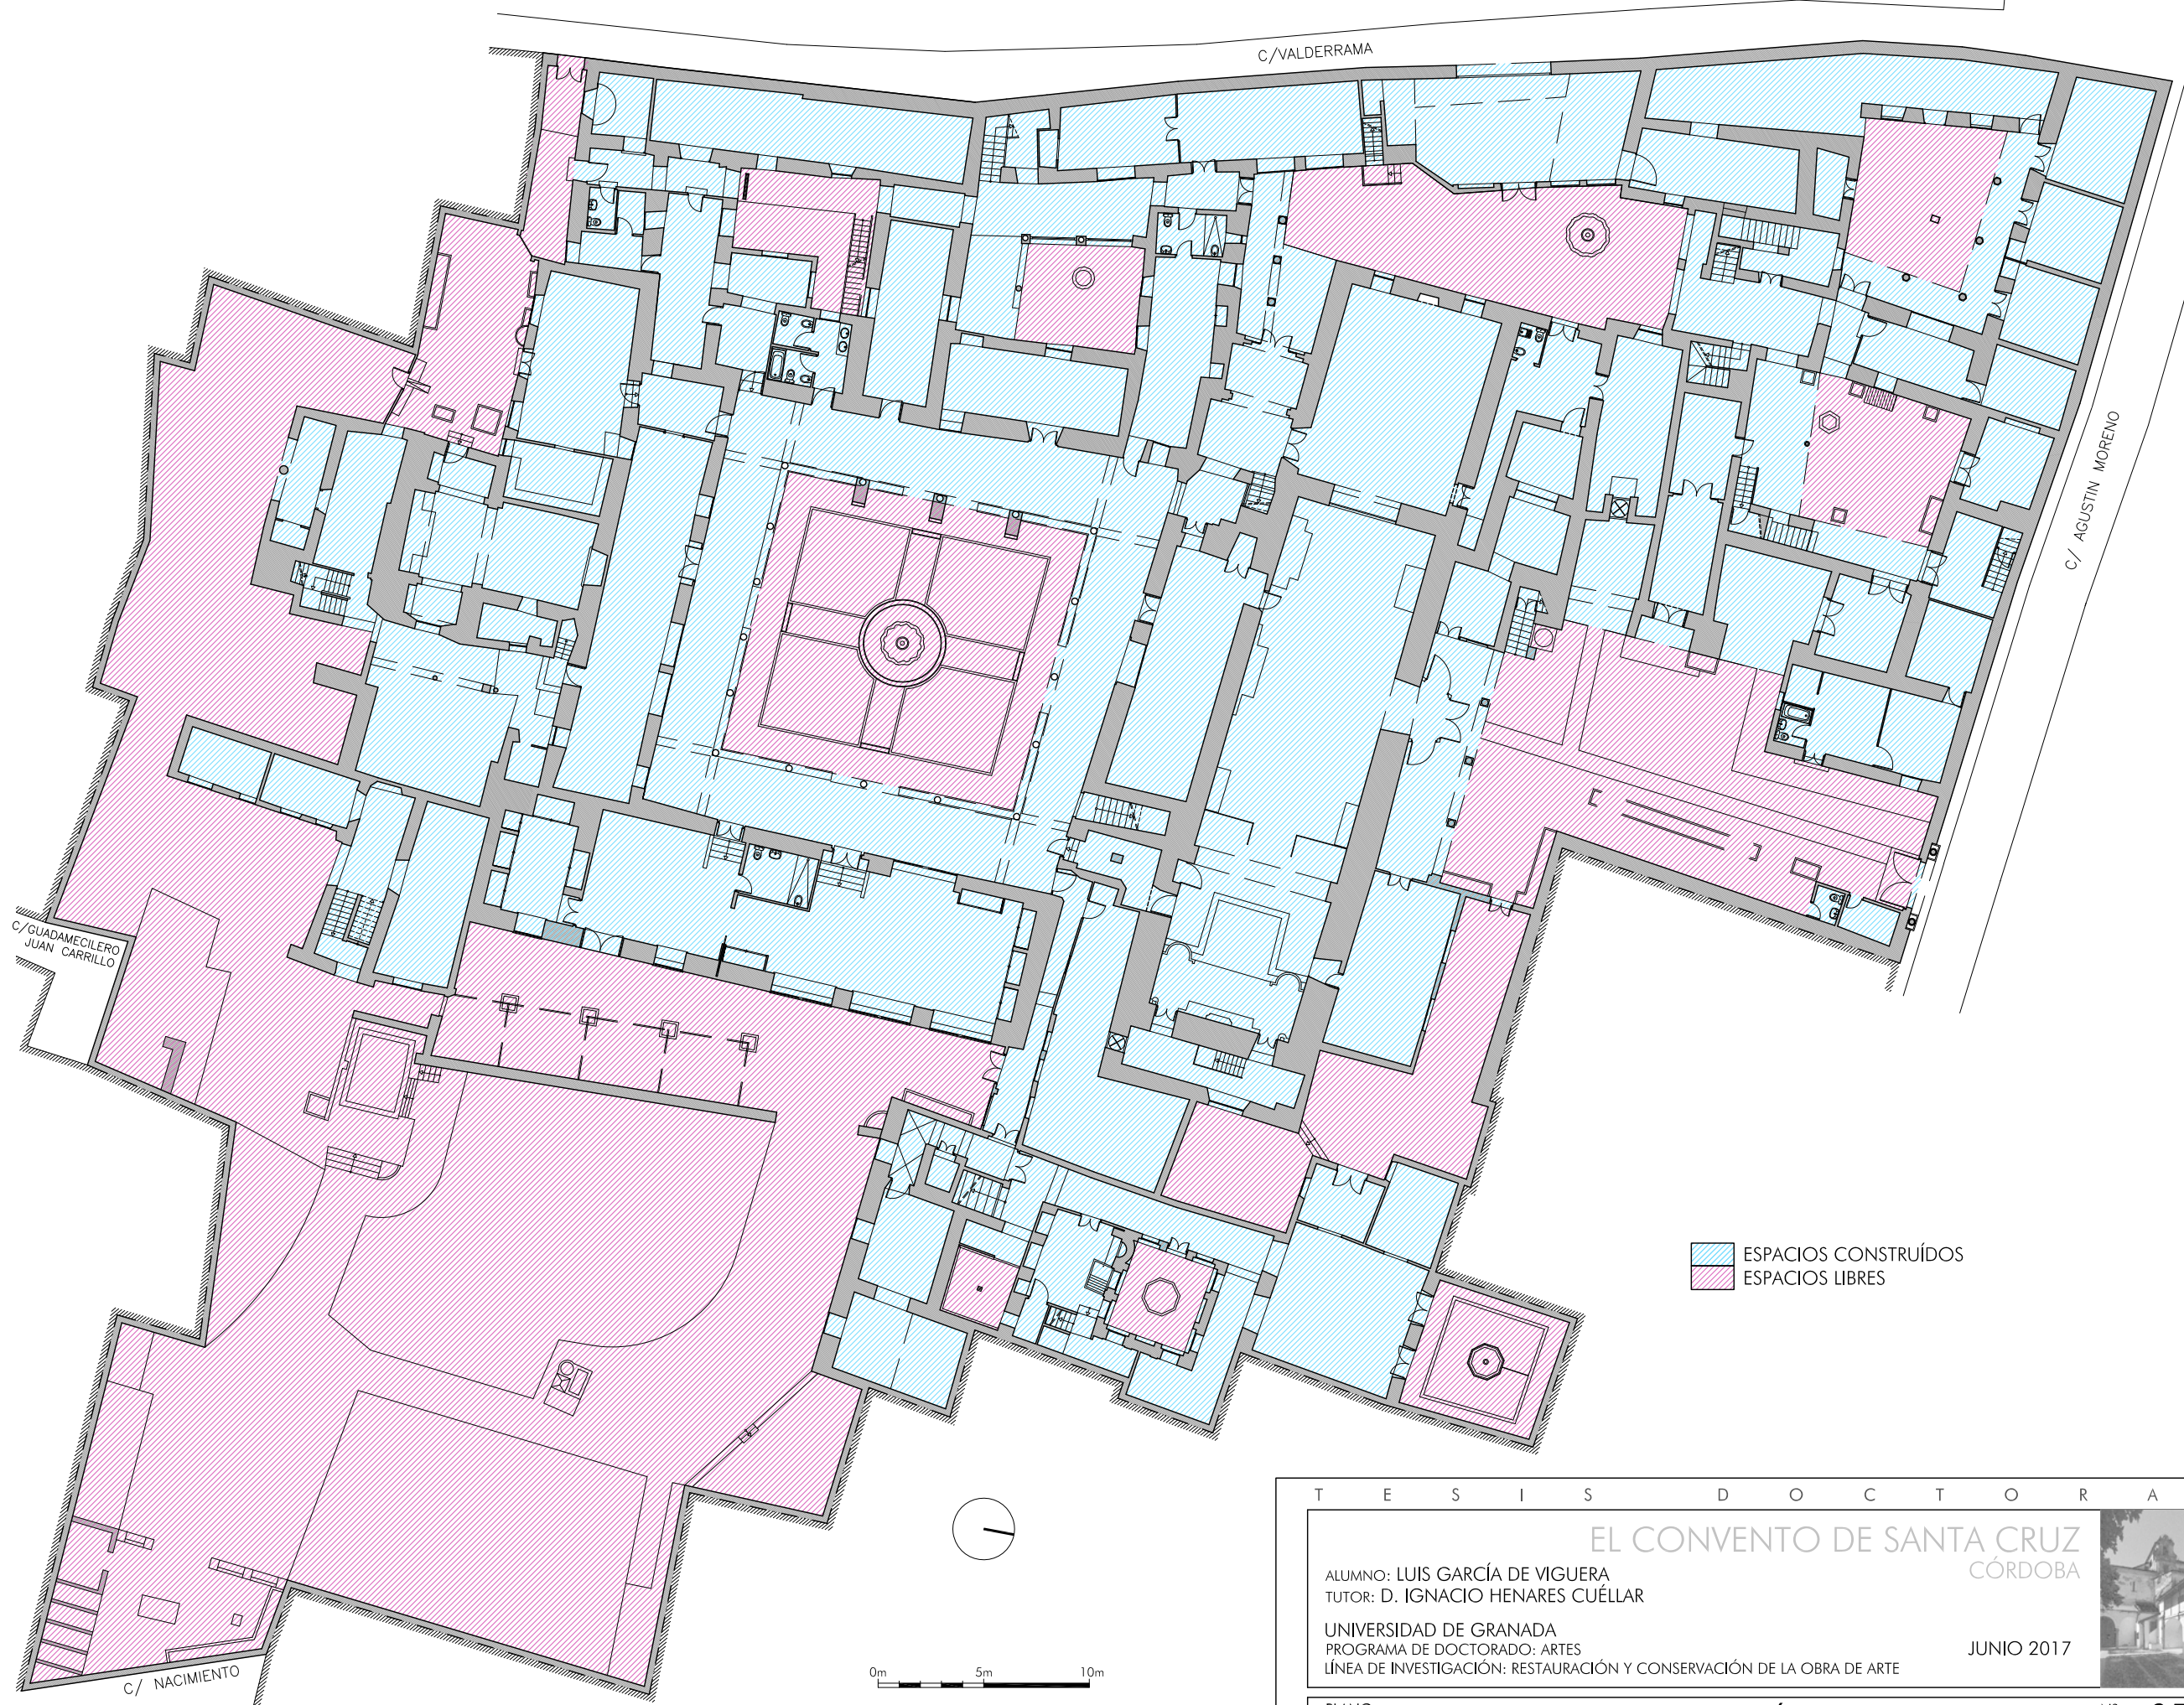 C/VALDERRAMA
C/ AGUSTIN MORENO
C/GUADAMECILERO
JUAN CARRILLO
ESPACIOS CONSTRUÍDOS
ESPACIOS LIBRES
C/ NACIMIENTO
0m 5m 10m
T E S I S D O C T O R A
EL CONVENTO DE SANTA CRUZ
CÓRDOBA
ALUMNO: LUIS GARCÍA DE VIGUERA
TUTOR: D. IGNACIO HENARES CUÉLLAR
UNIVERSIDAD DE GRANADA
PROGRAMA DE DOCTORADO: ARTES
JUNIO 2017
LÍNEA DE INVESTIGACIÓN: RESTAURACIÓN Y CONSERVACIÓN DE LA OBRA DE ARTE